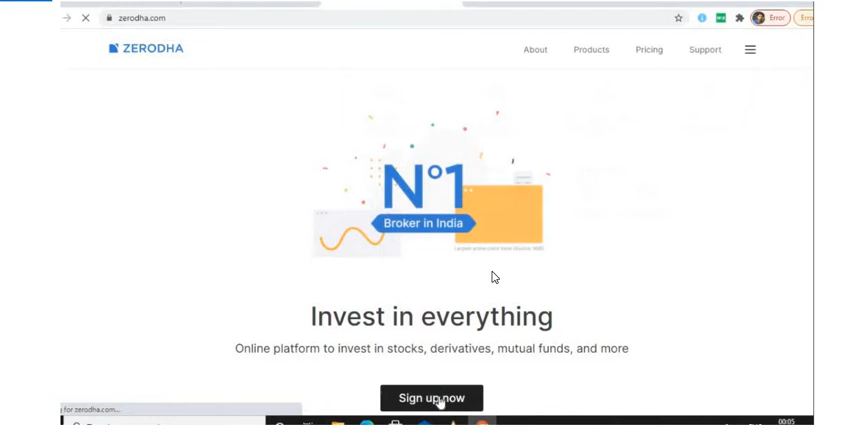 zerodha.com
Error
Erro
ZERODHA
About
Products
Pricing
Support
N°1
Broker in India
Invest in everything
Online platform to invest in stocks, derivatives, mutual funds, and more
Sign up now
for zerodha.com...
00:05